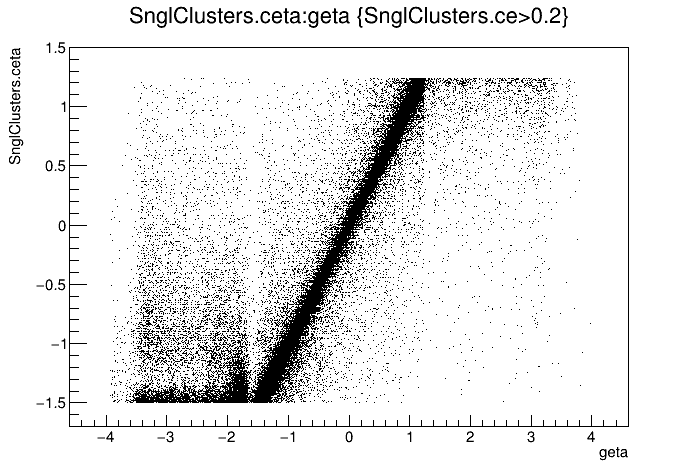 SnglClusters.ceta:geta {SnglClusters.ce>0.2}
SnglClusters.ceta
1.5
1
0.5
0
−0.5
−1
−1.5
−4 −3 −2 −1 0 1 2 3 4
geta